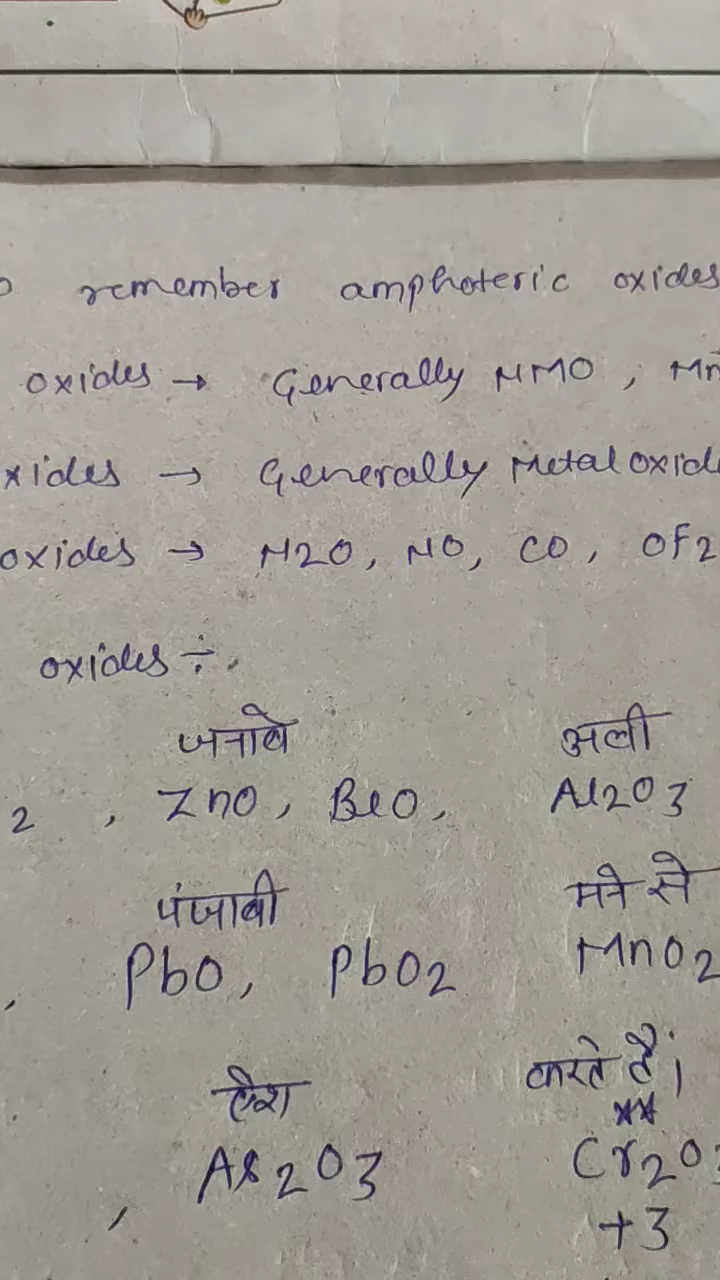 remember amphoteric oxides
oxides → Generally NMO, Mn
xides → Generally Metal oxid
oxides → N2O, NO, CO, OF2
oxides ÷
जनाबे अली
2 , ZnO, BeO, Al2O3
पंजाबी मने से
, PbO, PbO2 MnO2
ऐश करते हैं।
**
, As2O3 Cr2O3
+3